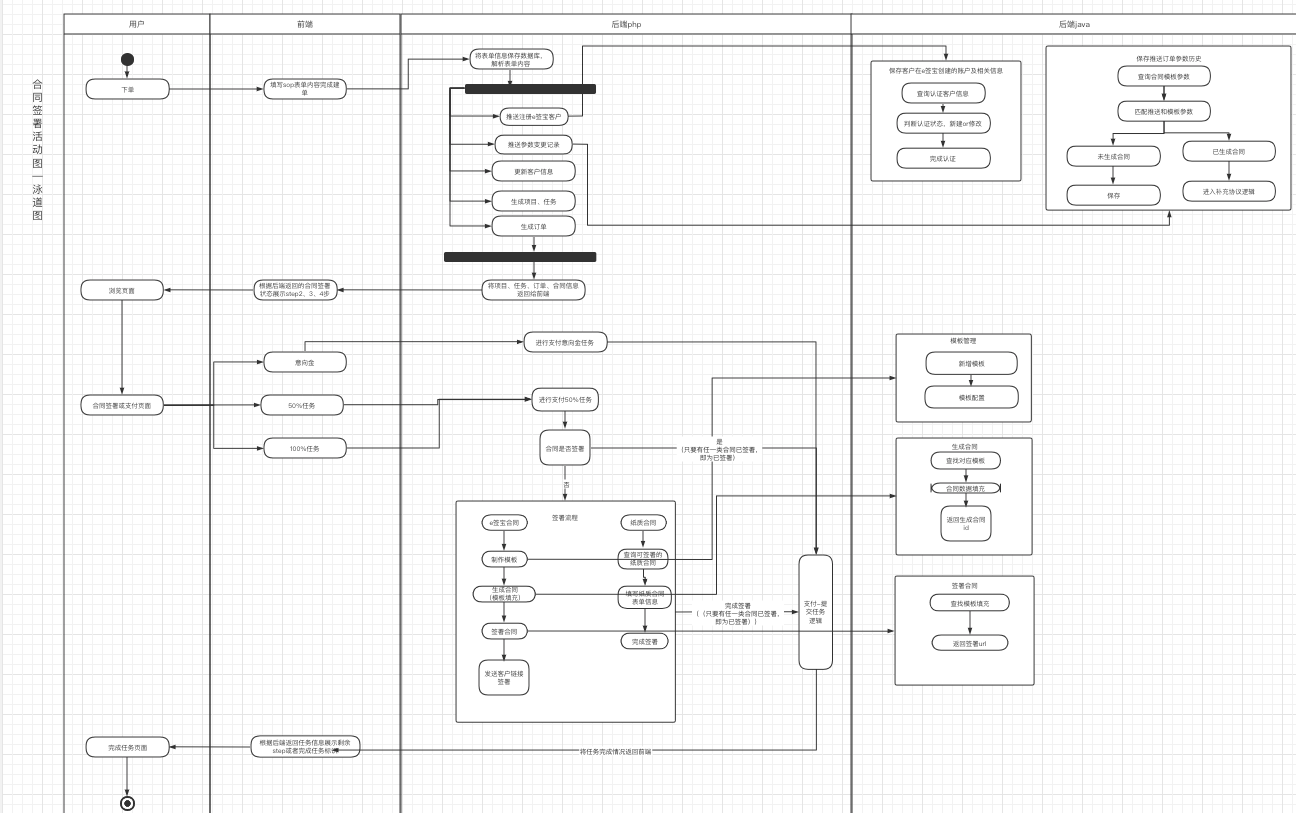 用户
前端
后端php
后端java
合同签署活动图—泳道图
下单
填写sop表单内容完成建
单
将表单信息保存数据库,
解析表单内容
推送注册e签宝客户
推送参数变更记录
更新客户信息
生成项目、任务
生成订单
保存客户在e签宝创建的账户及相关信息
查询认证客户信息
判断认证状态，新建or修改
完成认证
保存推送订单参数历史
查询合同模板参数
匹配推送和模板参数
未生成合同
已生成合同
保存
进入补充协议逻辑
浏览页面
根据后端返回的合同签署
状态展示step2、3、4步
将项目、任务、订单、合同信息
返回给前端
合同签署或支付页面
意向金
50%任务
100%任务
进行支付意向金任务
进行支付50%任务
合同是否签署
是
（只要有任一类合同已签署，
即为已签署）
否
签署流程
e签宝合同
制作模板
生成合同
(模板填充)
签署合同
发送客户链接
签署
纸质合同
查询可签署的
纸质合同
填写纸质合同
表单信息
完成签署
完成签署
（（只要有任一类合同已签署，
即为已签署））
支付-提
交任务
逻辑
模板管理
新增模板
模板配置
生成合同
查找对应模板
合同数据填充
返回生成合同
id
签署合同
查找模板填充
返回签署url
将任务完成情况返回前端
根据后端返回任务信息展示剩余
step或者完成任务标识
完成任务页面